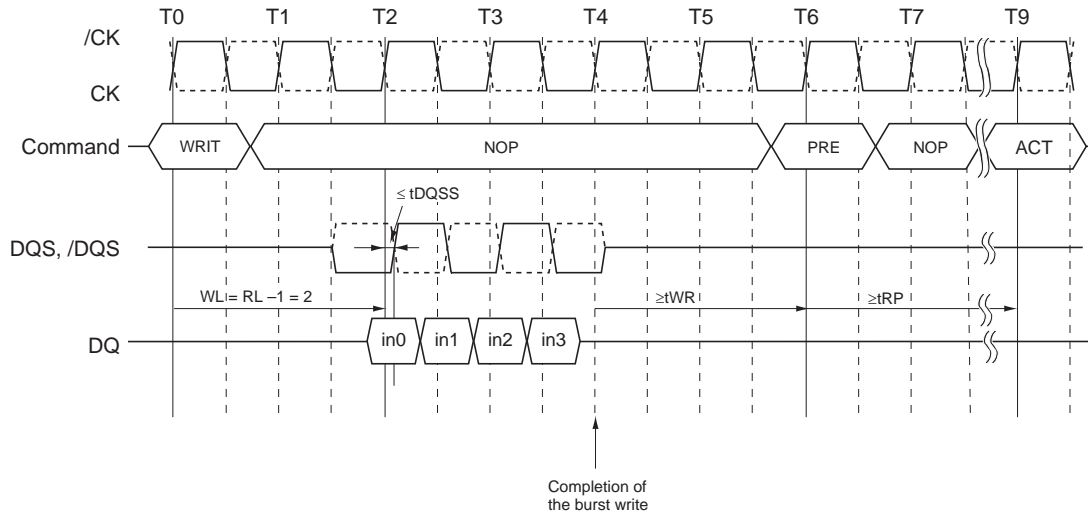 T0 T1 T2 T3 T4 T5 T6 T7 T9
/CK
CK
Command WRIT NOP PRE NOP ACT
≤ tDQSS
DQS, /DQS
WL = RL –1 = 2 ≥tWR ≥tRP
DQ in0 in1 in2 in3
Completion of
the burst write